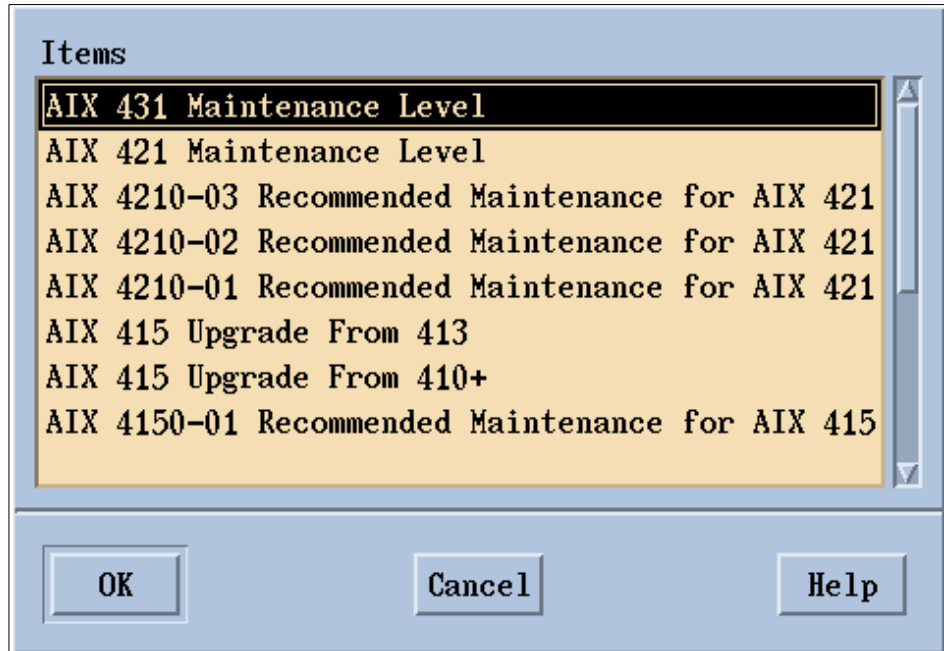 Items
AIX 431 Maintenance Level
AIX 421 Maintenance Level
AIX 4210-03 Recommended Maintenance for AIX 421
AIX 4210-02 Recommended Maintenance for AIX 421
AIX 4210-01 Recommended Maintenance for AIX 421
AIX 415 Upgrade From 413
AIX 415 Upgrade From 410+
AIX 4150-01 Recommended Maintenance for AIX 415
OK Cancel Help